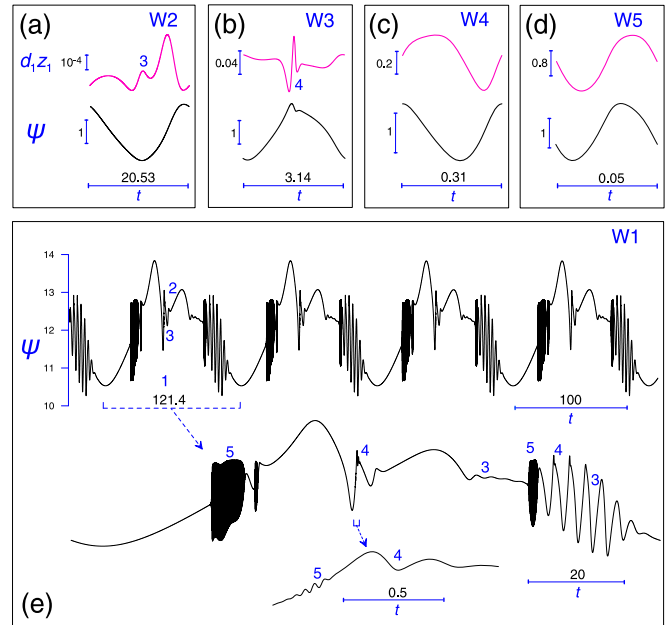 (a) W2
d₁z₁ 10⁻⁴ 3
ψ 1
20.53
t
(b) W3
0.04 4
1
3.14
t
(c) W4
0.2
1
0.31
t
(d) W5
0.8
1
0.05
t
W1
14
13
12
11
10
ψ
2
3
1
121.4
100
t
5 4 3 5 4 3
20
t
5 4
0.5
t
(e)